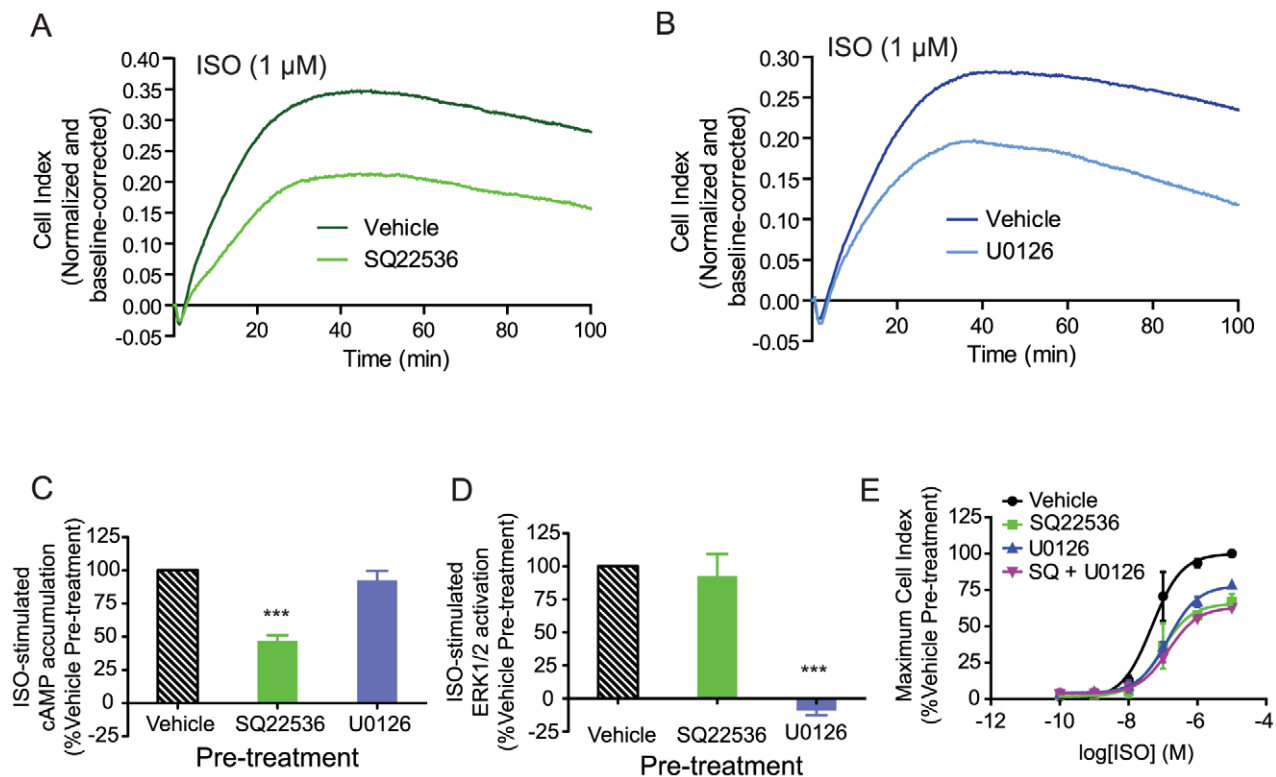 A
ISO (1 µM)
Cell Index
(Normalized and
baseline-corrected)
0.40
0.35
0.30
0.25
0.20
0.15
0.10
0.05
0.00
-0.05
20
40
60
80
100
Time (min)
Vehicle
SQ22536
B
ISO (1 µM)
Cell Index
(Normalized and
baseline-corrected)
0.30
0.25
0.20
0.15
0.10
0.05
0.00
-0.05
20
40
60
80
100
Time (min)
Vehicle
U0126
C
ISO-stimulated
cAMP accumulation
(%Vehicle Pre-treatment)
125
100
75
50
25
0
-25
***
Vehicle
SQ22536
U0126
Pre-treatment
D
ISO-stimulated
ERK1/2 activation
(%Vehicle Pre-treatment)
125
100
75
50
25
0
-25
***
Vehicle
SQ22536
U0126
Pre-treatment
E
Vehicle
SQ22536
U0126
SQ + U0126
Maximum Cell Index
(%Vehicle Pre-treatment)
125
100
75
50
25
0
-12
-10
-8
-6
-4
log[ISO] (M)